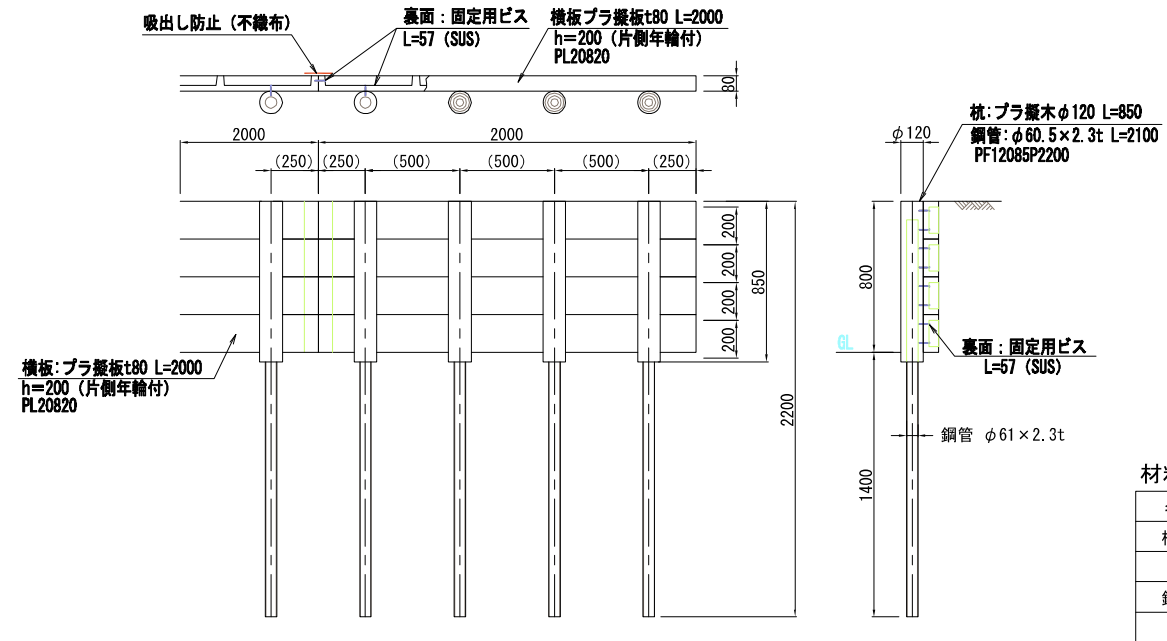 吸出し防止（不織布）
裏面：固定用ビス
L=57（SUS）
横板プラ擬板t80 L=2000
h=200（片側年輪付）
PL20820
80
2000
2000
(250)
(250)
(500)
(500)
(500)
(250)
200
200
200
200
850
2200
横板：プラ擬板t80 L=2000
h=200（片側年輪付）
PL20820
杭：プラ擬木φ120 L=850
鋼管：φ60.5×2.3t L=2100
PF12085P2200
φ120
800
GL
裏面：固定用ビス
L=57（SUS）
鋼管 φ61×2.3t
1400
材